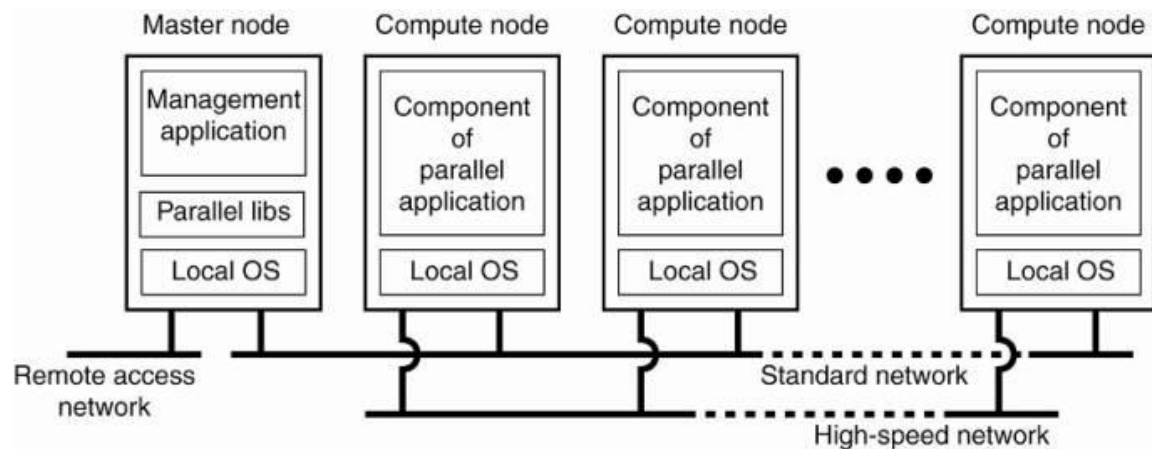 Master node
Compute node
Compute node
Compute node
Management
application
Parallel libs
Local OS
Component
of
parallel
application
Local OS
Component
of
parallel
application
Local OS
Component
of
parallel
application
Local OS
Remote access
network
Standard network
High-speed network